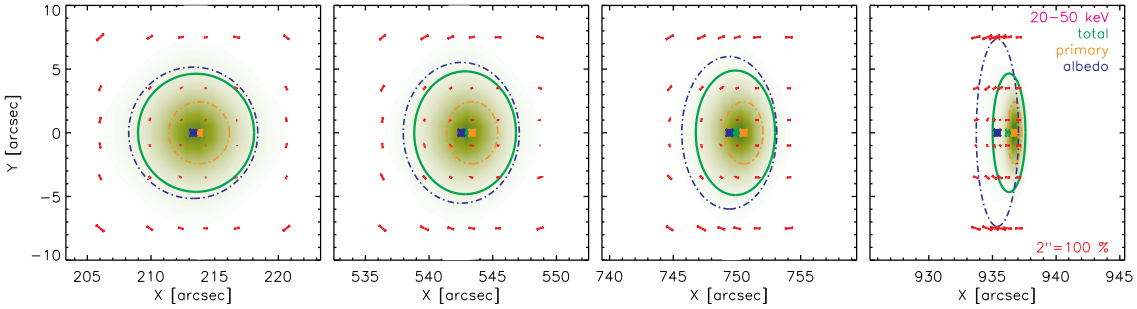 20−50 keV
total
primary
albedo
2"=100 %
Y [arcsec]
10
5
0
−5
−10
205 210 215 220
535 540 545 550
740 745 750 755
930 935 940 945
X [arcsec] X [arcsec] X [arcsec] X [arcsec]